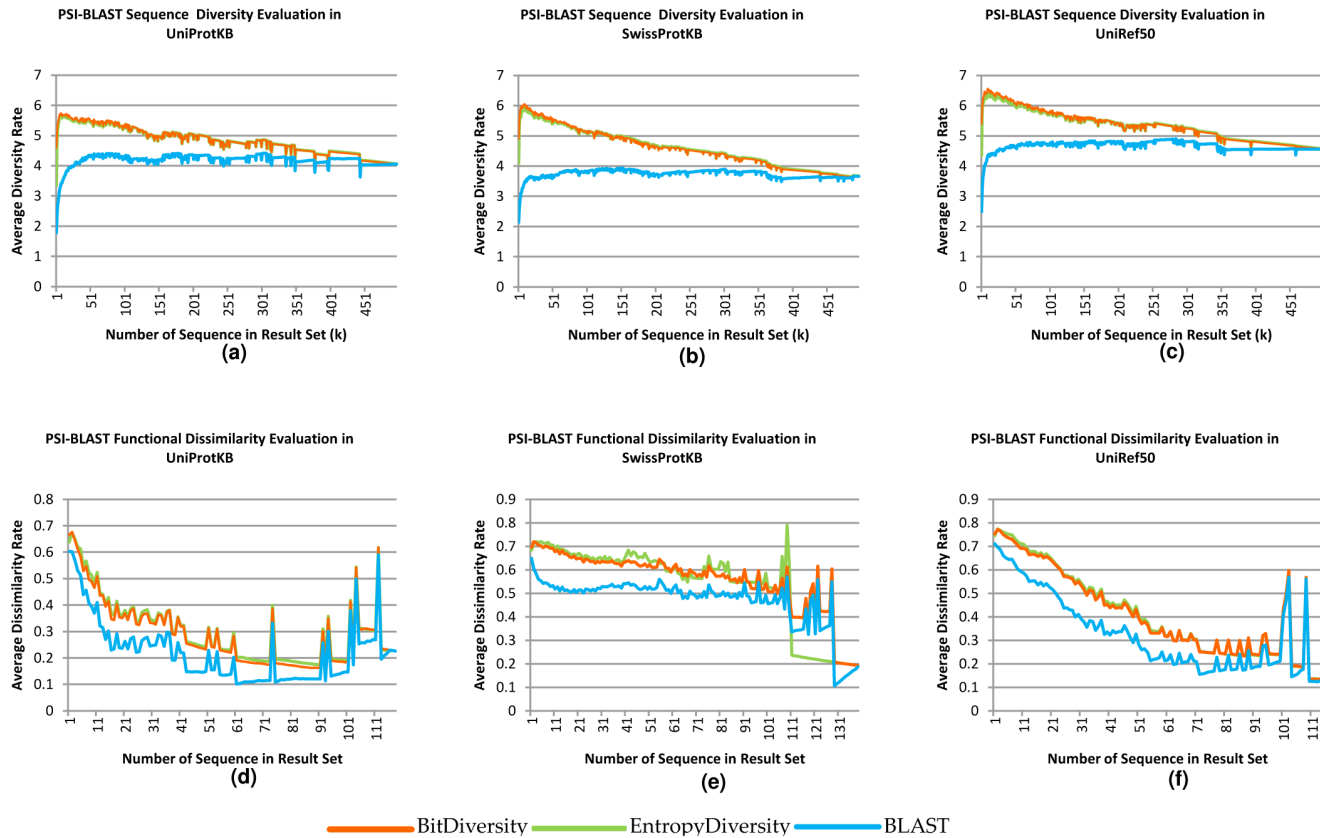 PSI-BLAST Sequence Diversity Evaluation in
UniProtKB
Average Diversity Rate
7
6
5
4
3
2
1
0
1 51 101 151 201 251 301 351 401 451
Number of Sequence in Result Set (k)
(a)
PSI-BLAST Sequence Diversity Evaluation in
SwissProtKB
Average Diversity Rate
7
6
5
4
3
2
1
0
1 51 101 151 201 251 301 351 401 451
Number of Sequence in Result Set (k)
(b)
PSI-BLAST Sequence Diversity Evaluation in
UniRef50
Average Diversity Rate
7
6
5
4
3
2
1
0
1 51 101 151 201 251 301 351 401 451
Number of Sequence in Result Set (k)
(c)
PSI-BLAST Functional Dissimilarity Evaluation in
UniProtKB
Average Dissimilarity Rate
0.8
0.7
0.6
0.5
0.4
0.3
0.2
0.1
0
1 11 21 31 41 51 61 71 81 91 101 111
Number of Sequence in Result Set
(d)
PSI-BLAST Functional Dissimilarity Evaluation in
SwissProtKB
Average Dissimilarity Rate
0.9
0.8
0.7
0.6
0.5
0.4
0.3
0.2
0.1
0
1 11 21 31 41 51 61 71 81 91 101 111 121 131
Number of Sequence in Result Set
(e)
PSI-BLAST Functional Dissimilarity Evaluation in
UniRef50
Average Dissimilarity Rate
0.9
0.8
0.7
0.6
0.5
0.4
0.3
0.2
0.1
0
1 11 21 31 41 51 61 71 81 91 101 111
Number of Sequence in Result Set
(f)
BitDiversity EntropyDiversity BLAST